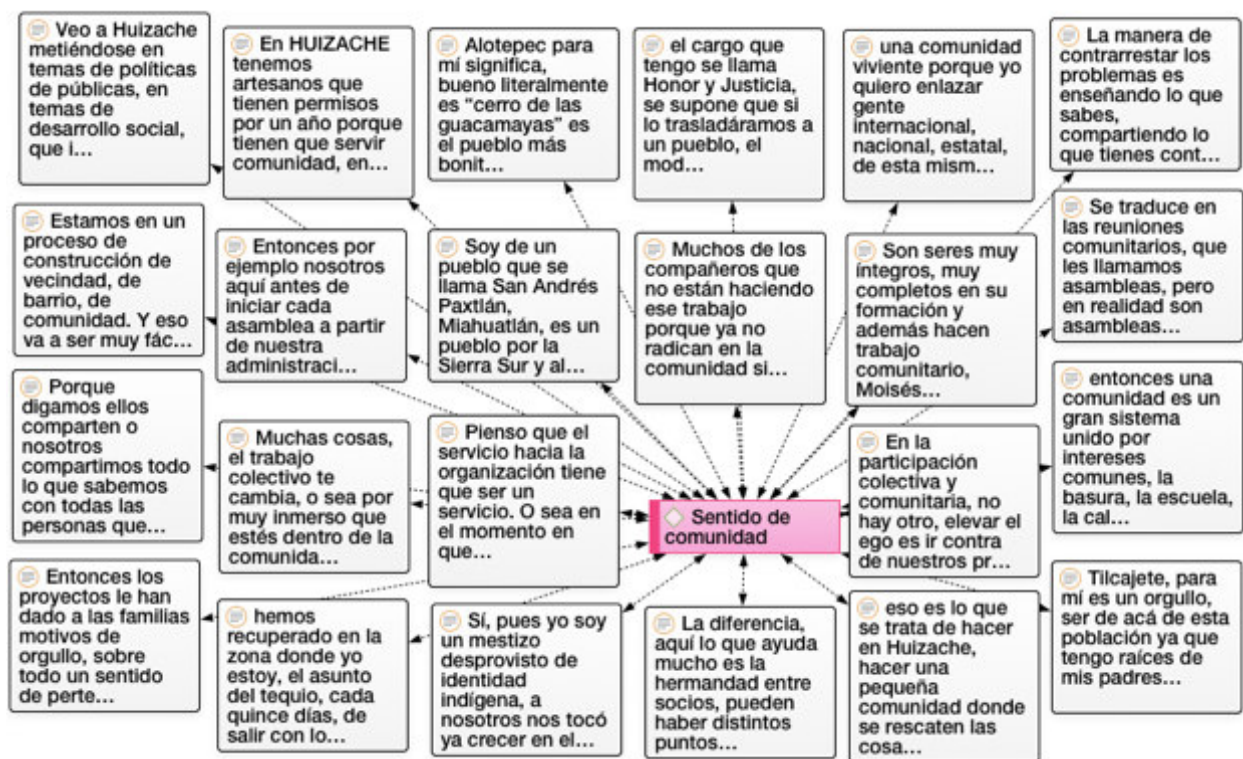 Veo a Huizache
metiéndose en
temas de políticas
de públicas, en
temas de
desarrollo social,
que i…
En HUIZACHE
tenemos
artesanos que
tienen permisos
por un año porque
tienen que servir
comunidad, en…
Alotepec para
mí significa,
bueno literalmente
es “cerro de las
guacamayas” es
el pueblo más
bonit…
el cargo que
tengo se llama
Honor y Justicia,
se supone que si
lo trasladáramos a
un pueblo, el
mod…
una comunidad
viviente porque yo
quiero enlazar
gente
internacional,
nacional, estatal,
de esta mism…
La manera de
contrarrestar los
problemas es
enseñando lo que
sabes,
compartiendo lo
que tienes cont…
Estamos en un
proceso de
construcción de
vecindad, de
barrio, de
comunidad. Y eso
va a ser muy fác…
Entonces por
ejemplo nosotros
aquí antes de
iniciar cada
asamblea a partir
de nuestra
administraci…
Soy de un
pueblo que se
llama San Andrés
Paxtlán,
Miahuatlán, es un
pueblo por la
Sierra Sur y al…
Muchos de los
compañeros que
no están haciendo
ese trabajo
porque ya no
radican en la
comunidad si…
Son seres muy
íntegros, muy
completos en su
formación y
además hacen
trabajo
comunitario,
Moisés…
Se traduce en
las reuniones
comunitarios, que
les llamamos
asambleas, pero
en realidad son
asambleas…
Porque
digamos ellos
comparten o
nosotros
compartimos todo
lo que sabemos
con todas las
personas que…
Muchas cosas,
el trabajo
colectivo te
cambia, o sea por
muy inmerso que
estés dentro de la
comunida…
Pienso que el
servicio hacia la
organización tiene
que ser un
servicio. O sea en
el momento en
que…
Sentido de
comunidad
En la
participación
colectiva y
comunitaria, no
hay otro, elevar el
ego es ir contra
de nuestros pr…
entonces una
comunidad es un
gran sistema
unido por
intereses
comunes, la
basura, la escuela,
la cal…
Entonces los
proyectos le han
dado a las familias
motivos de
orgullo, sobre
todo un sentido
de perte…
hemos
recuperado en la
zona donde yo
estoy, el asunto
del tequio, cada
quince días, de
salir con lo…
Sí, pues yo soy
un mestizo
desprovisto de
identidad
indígena, a
nosotros nos tocó
ya crecer en el…
La diferencia,
aquí lo que ayuda
mucho es la
hermandad entre
socios, pueden
haber distintos
puntos…
eso es lo que
se trata de hacer
en Huizache,
hacer una
pequeña
comunidad donde
se rescaten las
cosa…
Tilcajete, para
mí es un orgullo,
ser de acá de esta
población ya que
tengo raíces de
mis padres…